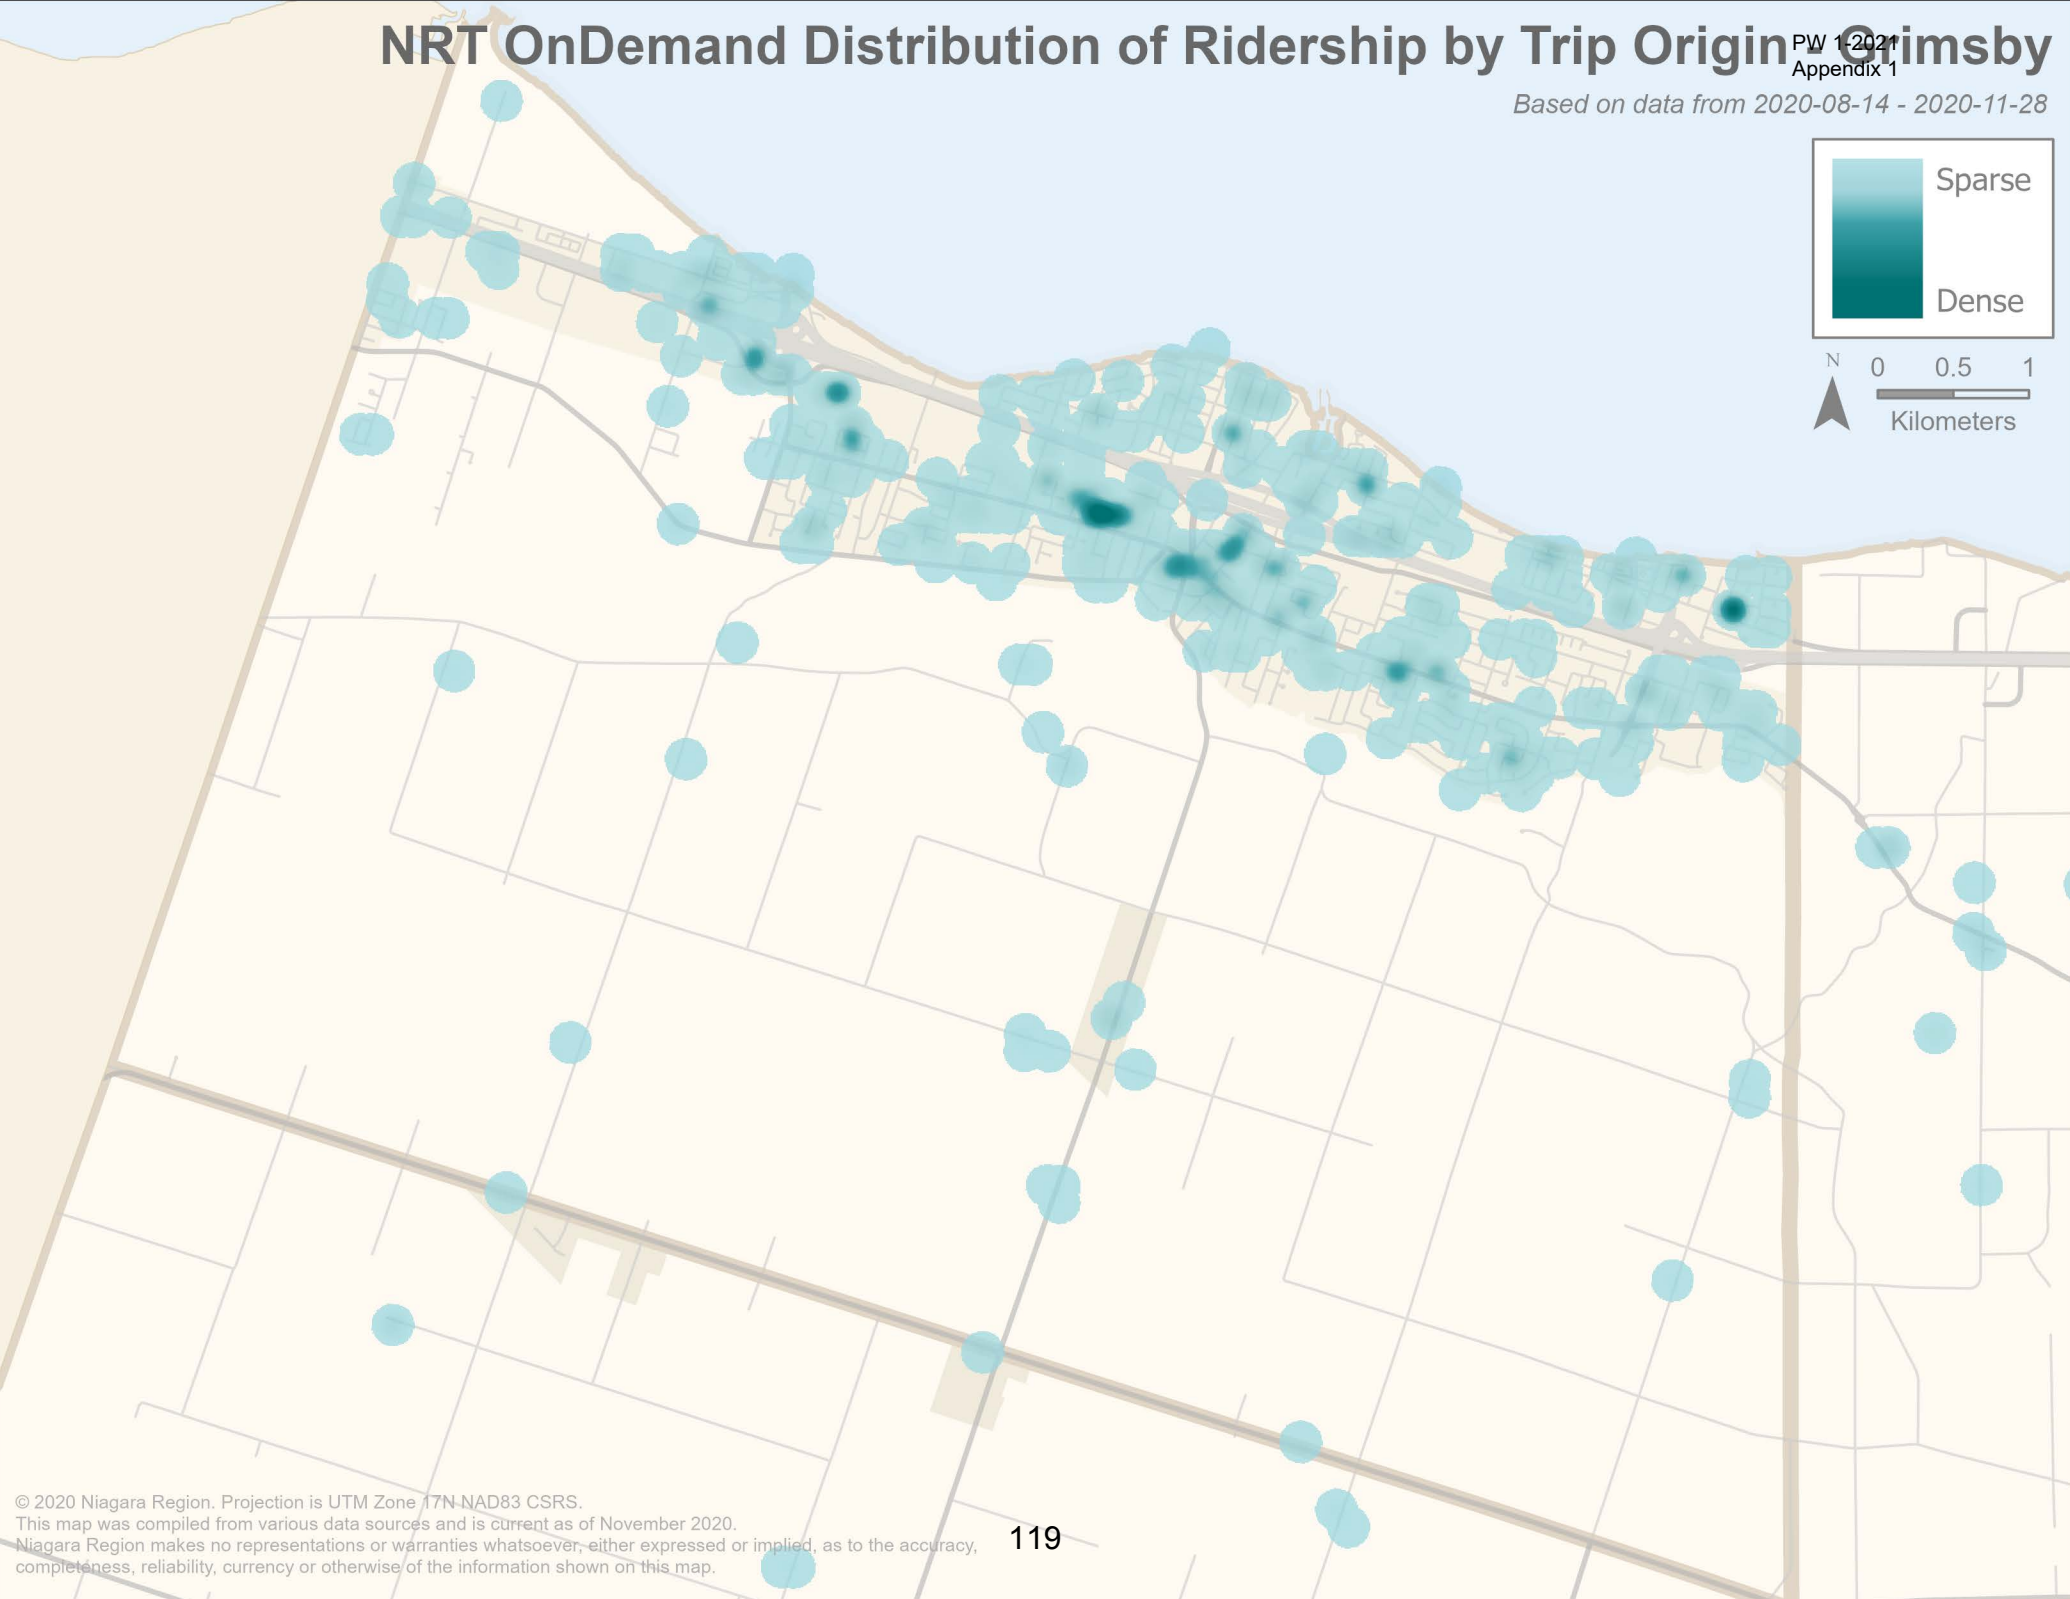 NRT OnDemand Distribution of Ridership by Trip Origin - Grimsby
PW 1-2021
Appendix 1
Based on data from 2020-08-14 - 2020-11-28
Sparse
Dense
N
0 0.5 1
Kilometers
© 2020 Niagara Region. Projection is UTM Zone 17N NAD83 CSRS.
This map was compiled from various data sources and is current as of November 2020.
Niagara Region makes no representations or warranties whatsoever, either expressed or implied, as to the accuracy,
completeness, reliability, currency or otherwise of the information shown on this map.
119